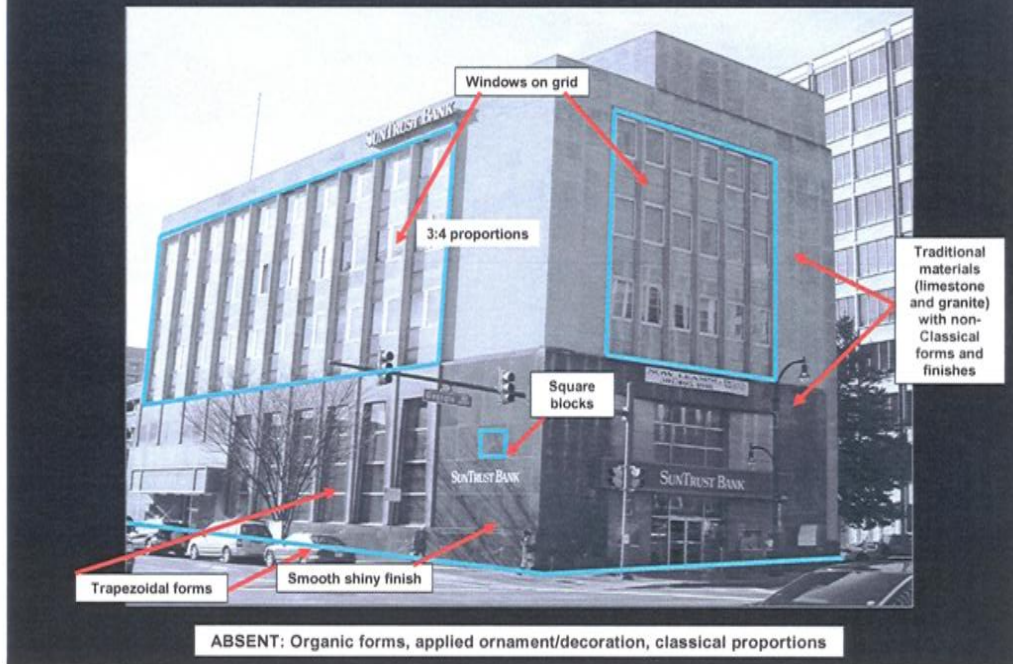 Windows on grid
SUNTRUST BANK
3:4 proportions
Traditional
materials
(limestone
and granite)
with non-
Classical
forms and
finishes
Square
blocks
SUNTRUST BANK
SUNTRUST BANK
Trapezoidal forms
Smooth shiny finish
ABSENT: Organic forms, applied ornament/decoration, classical proportions